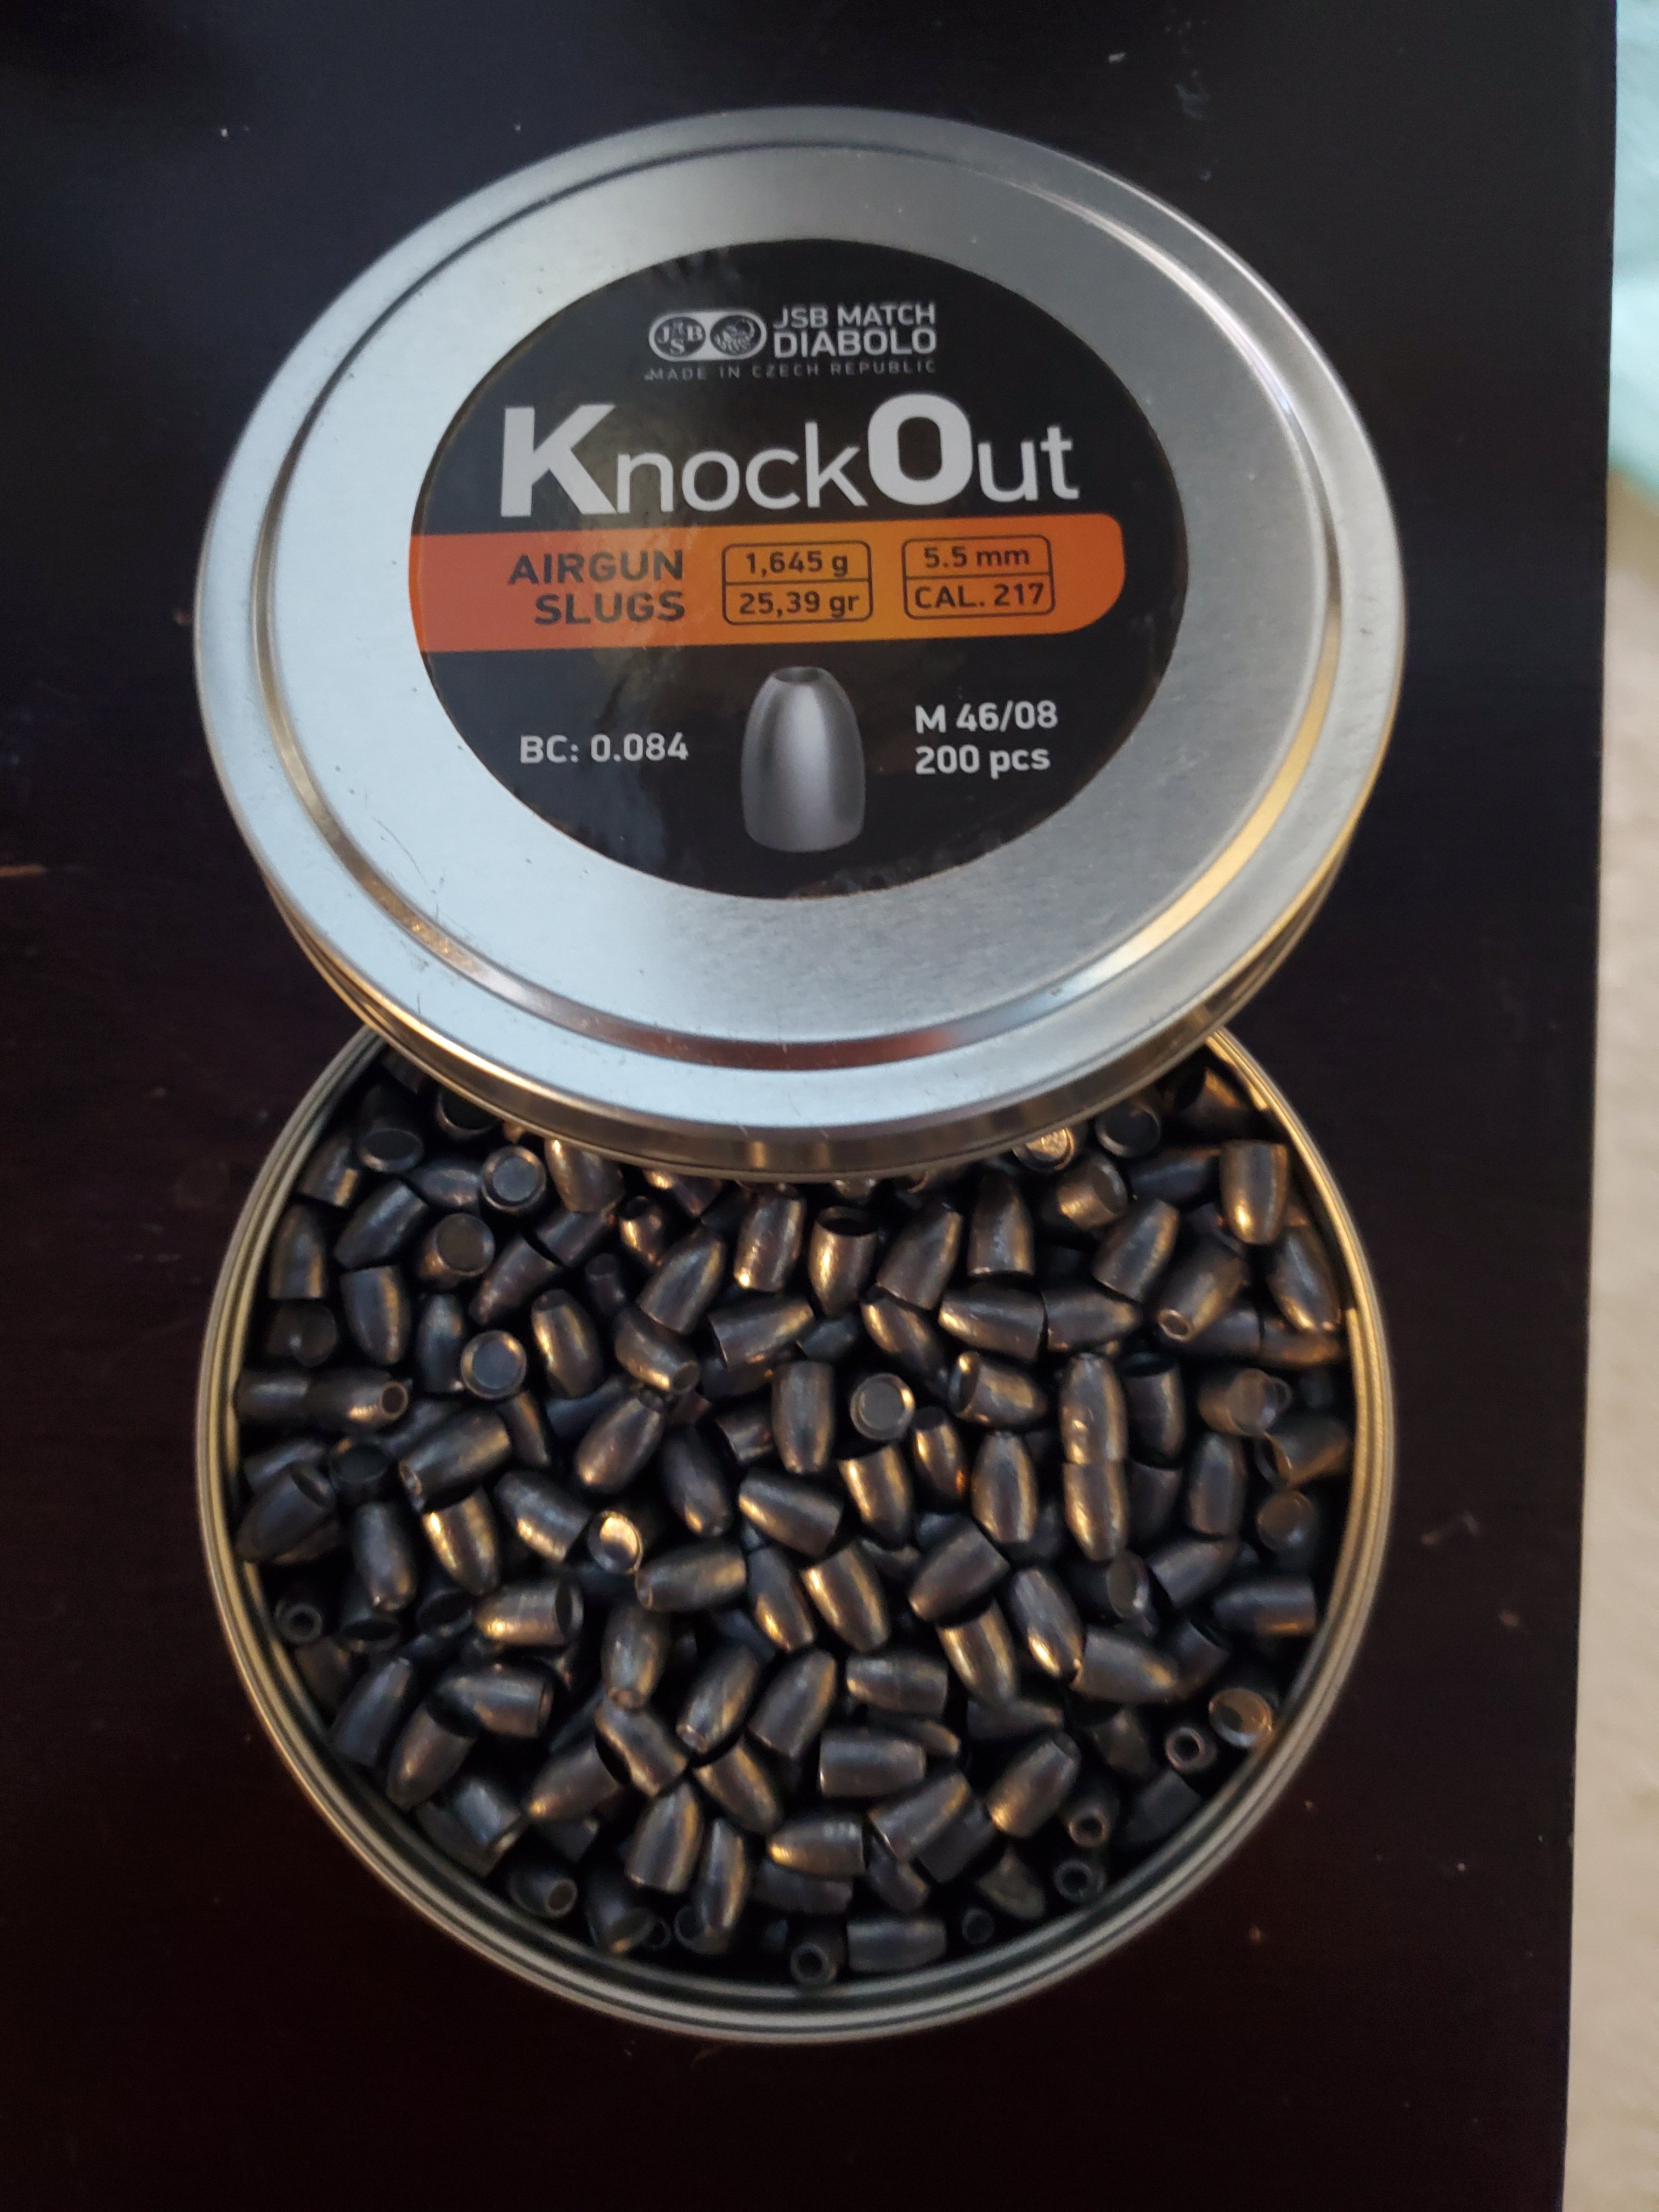 JSB
JSB MATCH
DIABOLO
MADE IN CZECH REPUBLIC
KnockOut
AIRGUN
SLUGS
1,645 g
25,39 gr
5.5 mm
CAL. 217
BC: 0.084
M 46/08
200 pcs